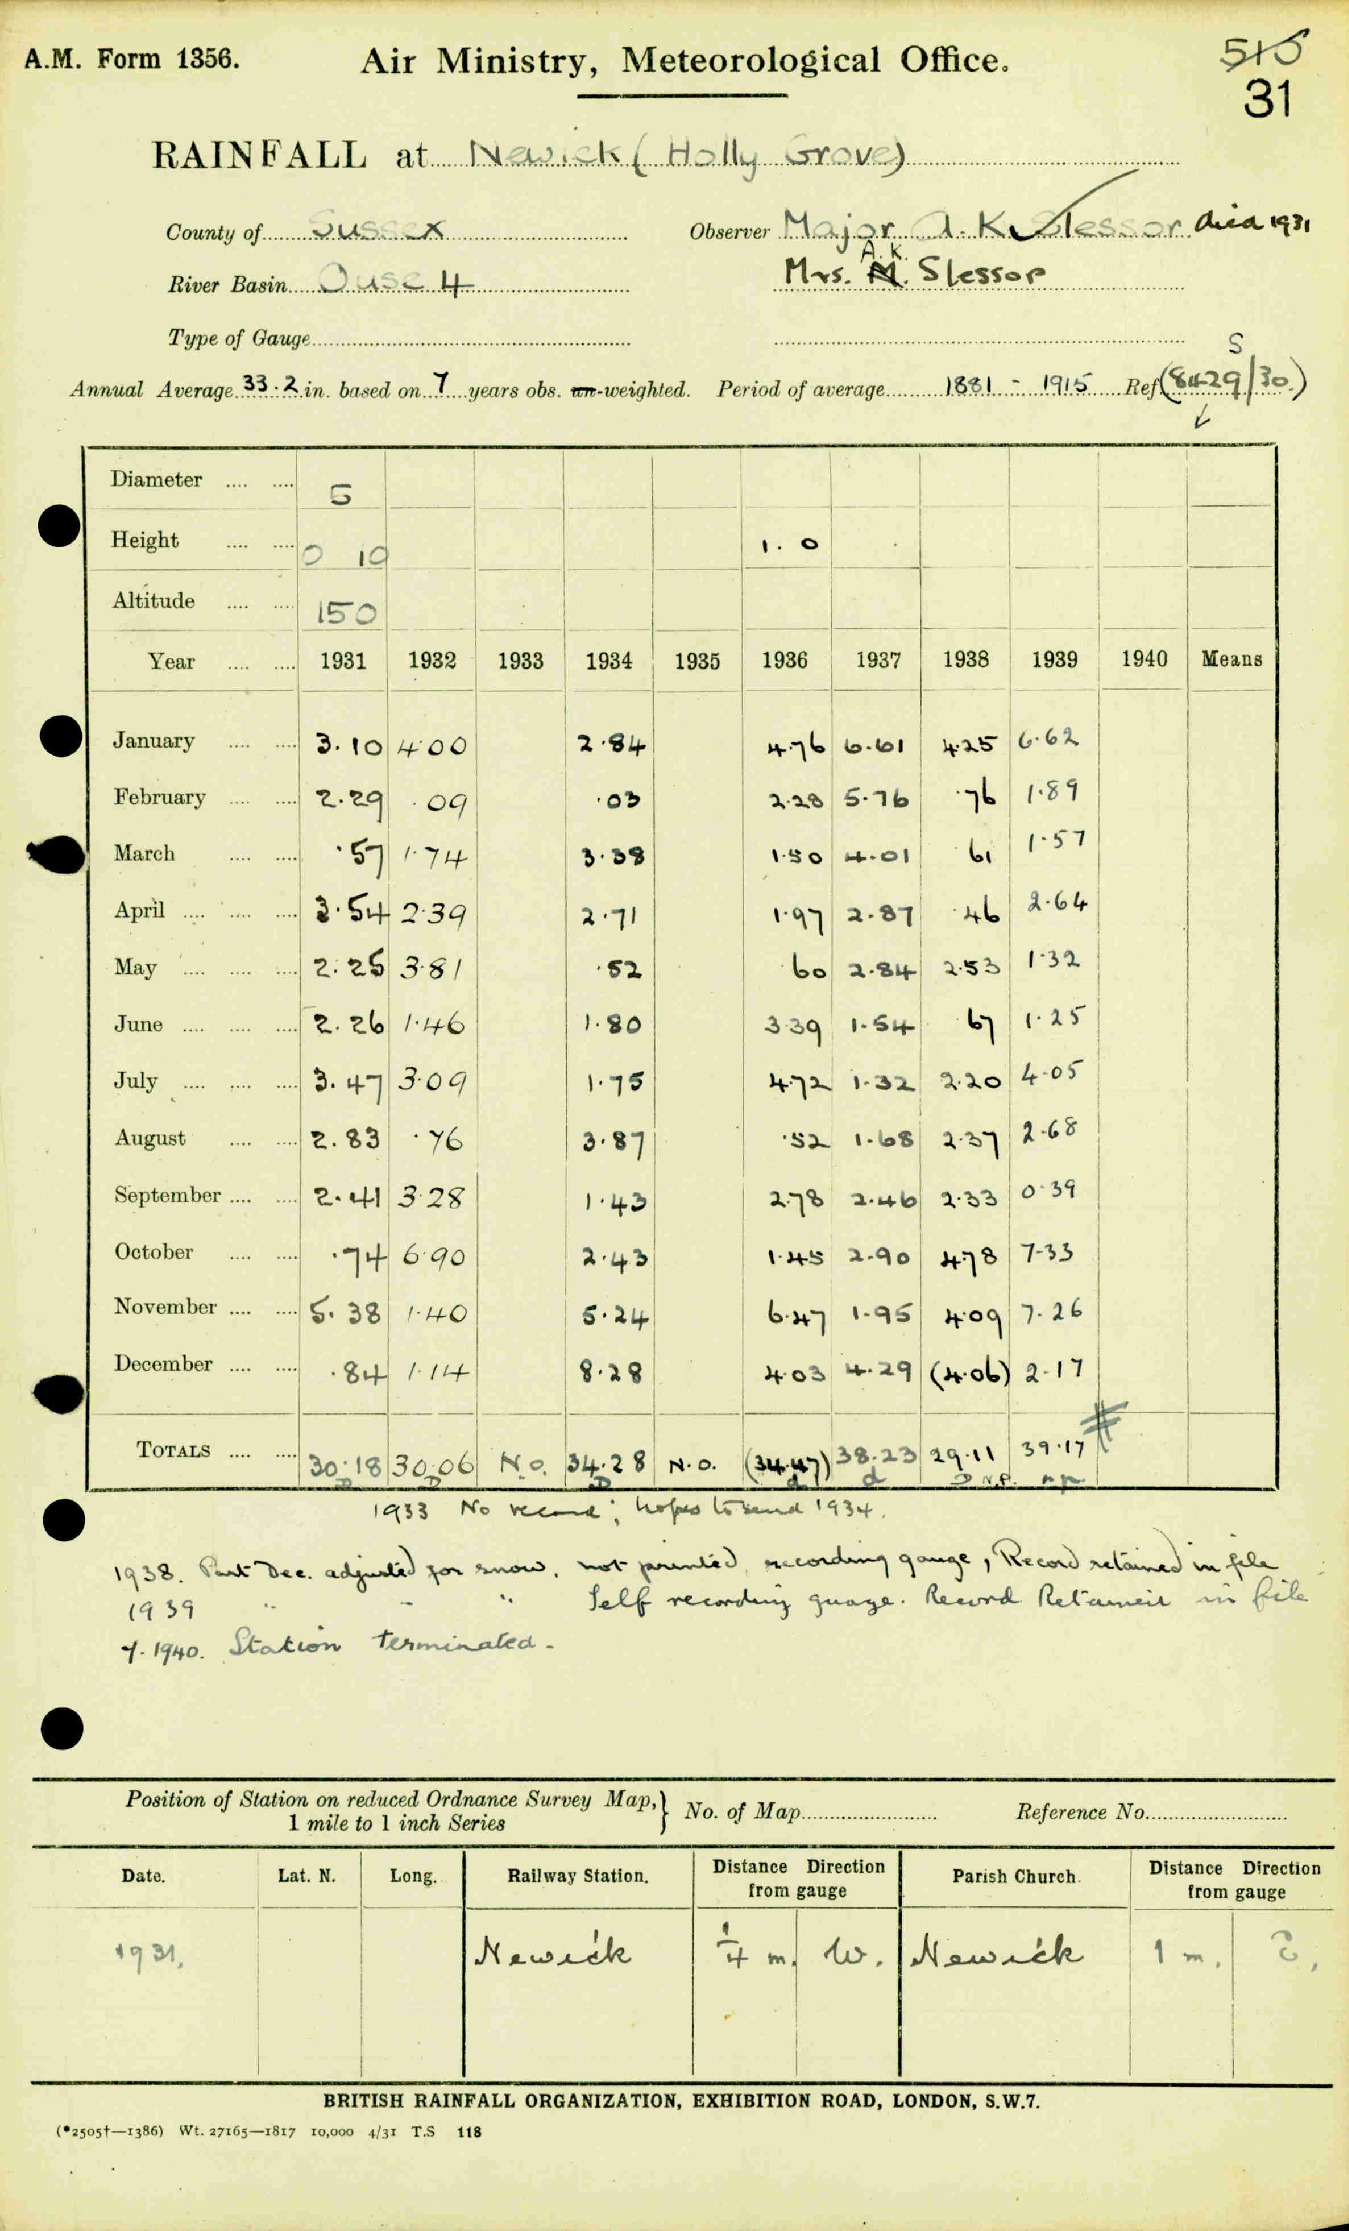 A.M. Form 1356.
Air Ministry, Meteorological Office.
515
31
RAINFALL at Newick (Holly Grove)
County of Sussex Observer Major A. K. Slessor died 1931
River Basin Ouse 4 Mrs. A.K. M. Slessor
Type of Gauge
Annual Average 33.2 in. based on 7 years obs. un-weighted. Period of average 1881 - 1915 Ref. (8429/30.) S
Diameter 5
Height 0 10 1.0
Altitude 150
Year 1931 1932 1933 1934 1935 1936 1937 1938 1939 1940 Means
January 3.10 4.00 2.84 4.76 6.61 4.25 6.62
February 2.29 .09 .03 2.28 5.76 .76 1.89
March .57 1.74 3.38 1.50 4.01 61 1.57
April 3.54 2.39 2.71 1.97 2.87 .46 2.64
May 2.25 3.81 .52 60 2.84 2.53 1.32
June 2.26 1.46 1.80 3.39 1.54 67 1.25
July 3.47 3.09 1.75 4.72 1.32 2.20 4.05
August 2.83 .76 3.87 .52 1.68 2.37 2.68
September 2.41 3.28 1.43 2.78 2.46 2.33 0.39
October .74 6.90 2.43 1.45 2.90 4.78 7.33
November 5.38 1.40 5.24 6.47 1.95 4.09 7.26
December .84 1.14 8.28 4.03 4.29 (4.06) 2.17
TOTALS 30.18 30.06 N.o. 34.28 N.o. (34.47) 38.23 29.11 39.17
D D D d d D N.P. np
1933 No record; hopes to send 1934.
1938. Part Dec. adjusted for snow. not printed, recording gauge, Record retained in file
1939 " - " Self recording guage. Record Retained in file
1940. Station terminated.
Position of Station on reduced Ordnance Survey Map,} No. of Map Reference No.
1 mile to 1 inch Series
Date. Lat. N. Long. Railway Station. Distance Direction from gauge Parish Church. Distance Direction from gauge
1931. Newick 1/4 m. W. Newick 1 m. E.
BRITISH RAINFALL ORGANIZATION, EXHIBITION ROAD, LONDON, S.W.7.
(*2505†—1386) Wt. 27165—1817 10,000 4/31 T.S 118